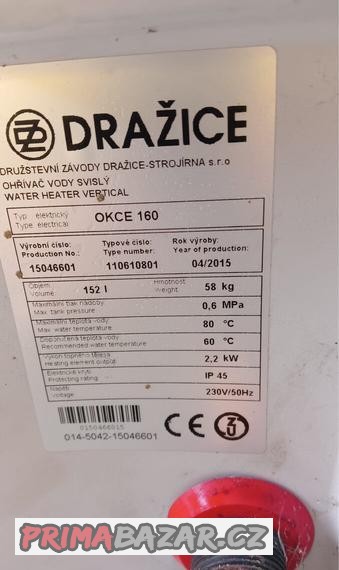 DRAŽICE
DRUŽSTEVNÍ ZÁVODY DRAŽICE-STROJÍRNA s.r.o
OHŘÍVAČ VODY SVISLÝ
WATER HEATER VERTICAL
Typ elektrický
Type electrical
OKCE 160
Výrobní číslo: Typové číslo: Rok výroby:
Production No.: Type number: Year of production:
15046601 110610801 04/2015
Objem
Volume:
152 l
Hmotnost
Weight:
58 kg
Maximální tlak nádoby
Max. tank pressure
0,6 MPa
Maximální teplota vody
Max. water temperature
80 °C
Doporučená teplota vody
Recommended water temperature
60 °C
Výkon topného tělesa
Heating element output
2,2 kW
Elektrické krytí
Protecting rating
IP 45
Napětí
Voltage
230V/50Hz
0150466015
014-5042-15046601
CE
PRIMABAZAR.CZ